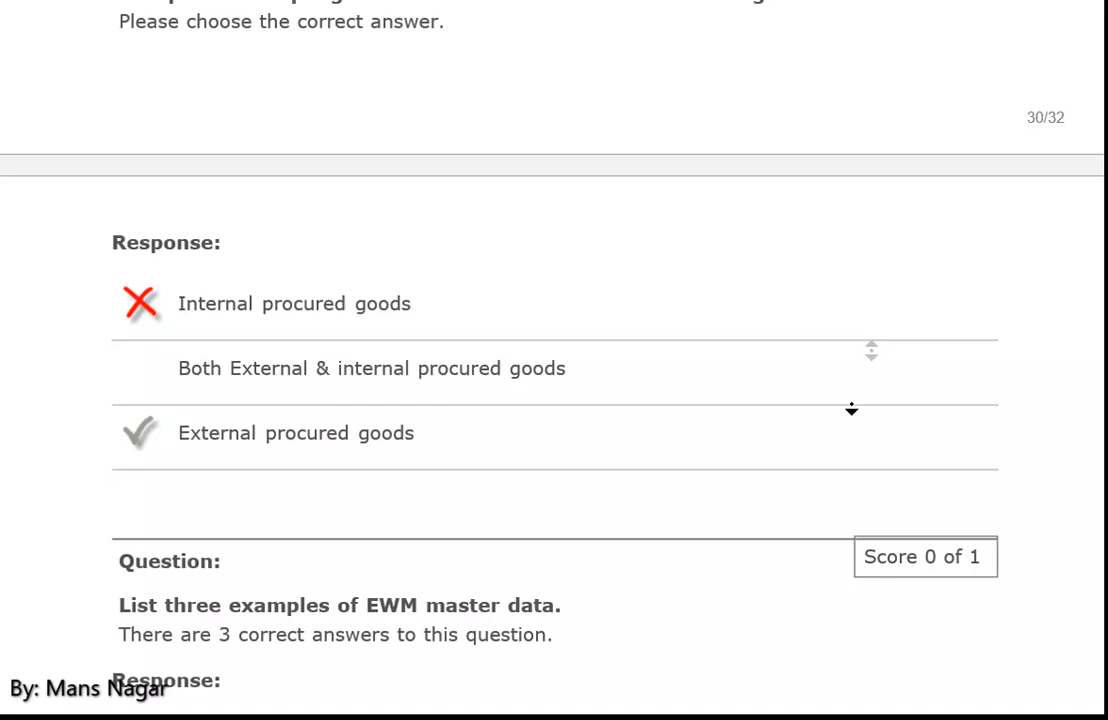 Please choose the correct answer.
30/32
Response:
Internal procured goods
Both External & internal procured goods
External procured goods
Score 0 of 1
Question:
List three examples of EWM master data.
There are 3 correct answers to this question.
Response:
By: Mans Nagar